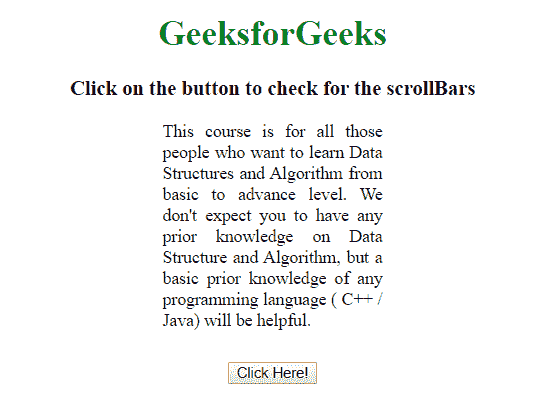 GeeksforGeeks
Click on the button to check for the scrollBars
This course is for all those
people who want to learn Data
Structures and Algorithm from
basic to advance level. We
don't expect you to have any
prior knowledge on Data
Structure and Algorithm, but a
basic prior knowledge of any
programming language ( C++ /
Java) will be helpful.
Click Here!